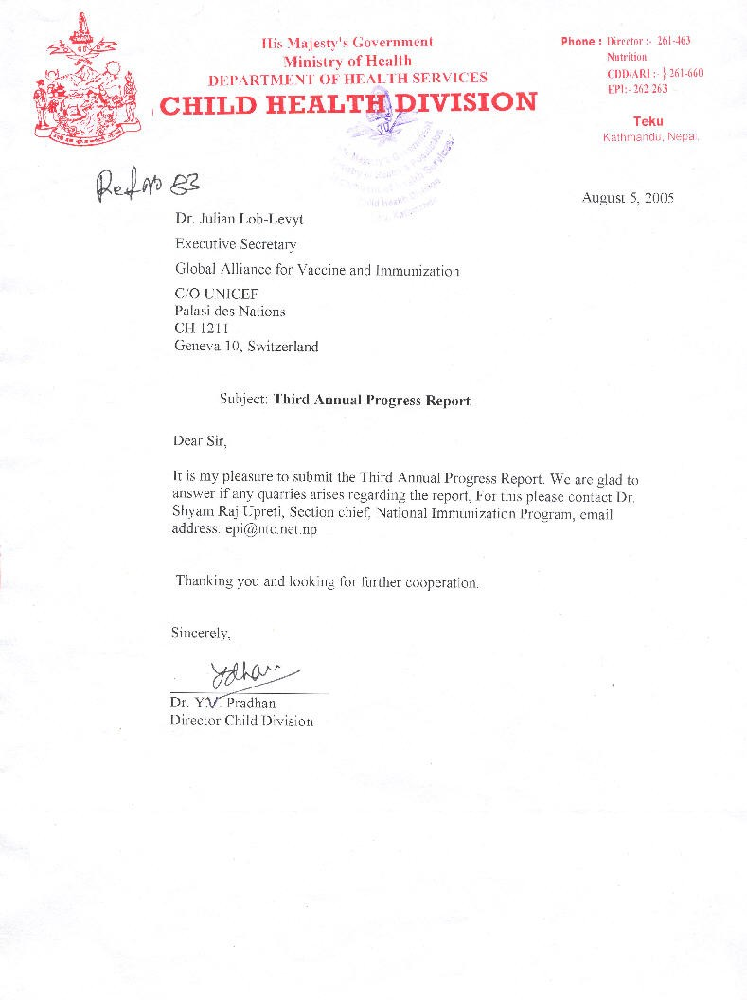 His Majesty's Government
Ministry of Health
DEPARTMENT OF HEALTH SERVICES
CHILD HEALTH DIVISION
Phone : Director :- 261-463
Nutrition
CDD/ARI :- } 261-660
EPI:- 262 263
Teku
Kathmandu, Nepal.
Ref No 83
August 5, 2005
Dr. Julian Lob-Levyt
Executive Secretary
Global Alliance for Vaccine and Immunization
C/O UNICEF
Palasi des Nations
CH 1211
Geneva 10, Switzerland
Subject: Third Annual Progress Report
Dear Sir,
It is my pleasure to submit the Third Annual Progress Report. We are glad to
answer if any quarries arises regarding the report, For this please contact Dr.
Shyam Raj Upreti, Section chief, National Immunization Program, email
address: epi@ntc.net.np
Thanking you and looking for further cooperation.
Sincerely,
Dr. Y.V. Pradhan
Director Child Division